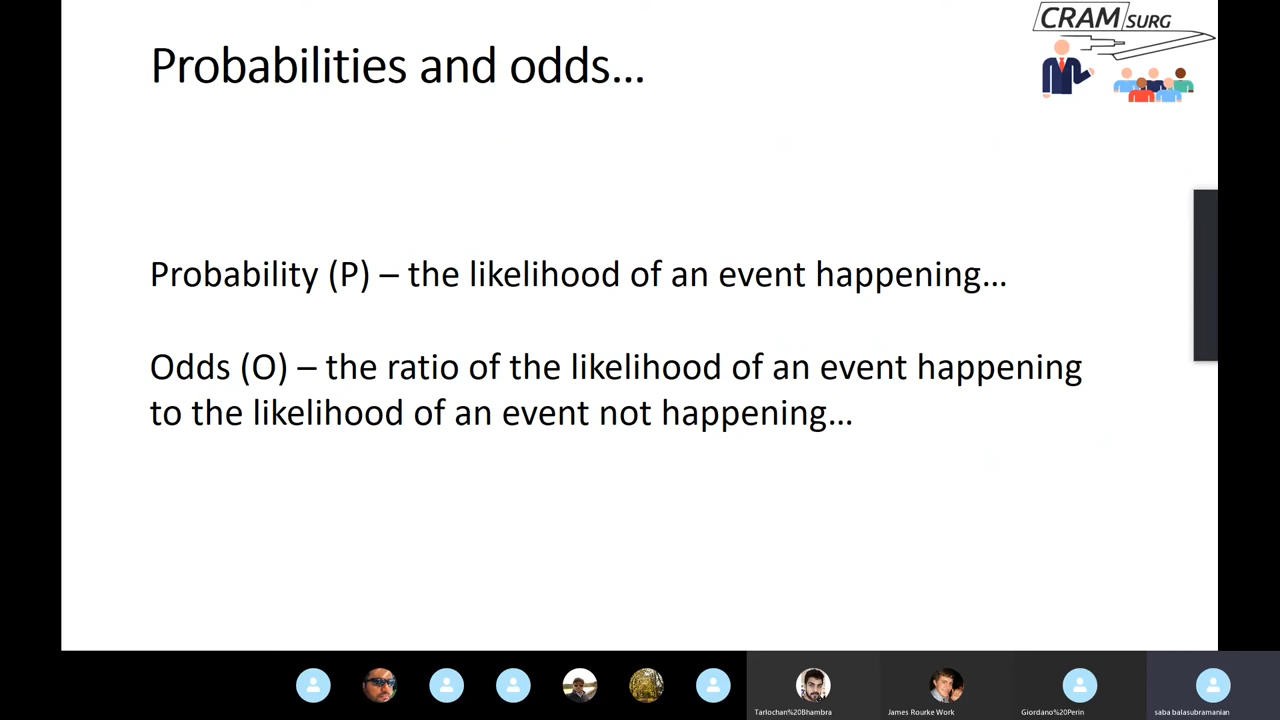 CRAM SURG
Probabilities and odds...
Probability (P) – the likelihood of an event happening...
Odds (O) – the ratio of the likelihood of an event happening
to the likelihood of an event not happening...
Tarlochan%20Bhambra
James Rourke Work
Giordano%20Perin
saba balasubramanian